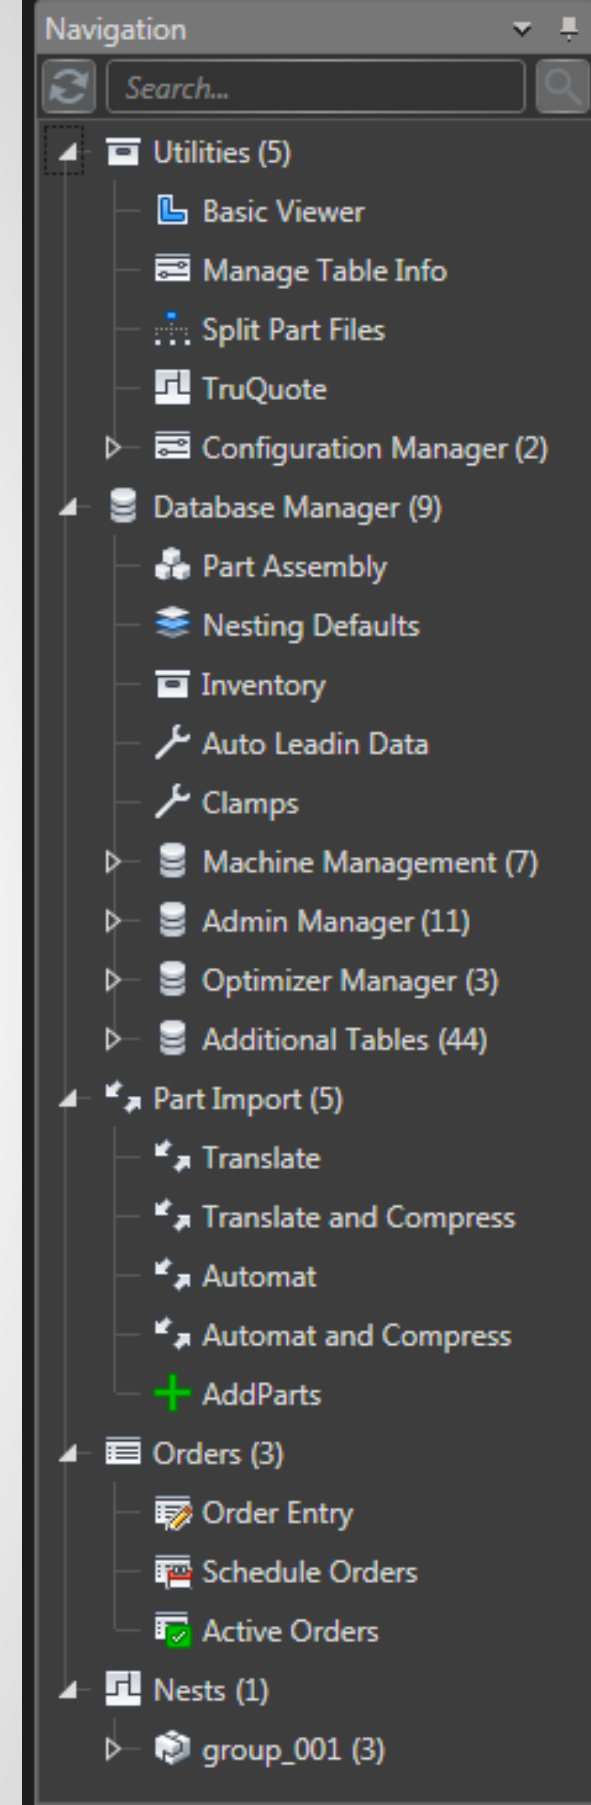 Navigation
Search...
Utilities (5)
Basic Viewer
Manage Table Info
Split Part Files
TruQuote
Configuration Manager (2)
Database Manager (9)
Part Assembly
Nesting Defaults
Inventory
Auto Leadin Data
Clamps
Machine Management (7)
Admin Manager (11)
Optimizer Manager (3)
Additional Tables (44)
Part Import (5)
Translate
Translate and Compress
Automat
Automat and Compress
AddParts
Orders (3)
Order Entry
Schedule Orders
Active Orders
Nests (1)
group_001 (3)